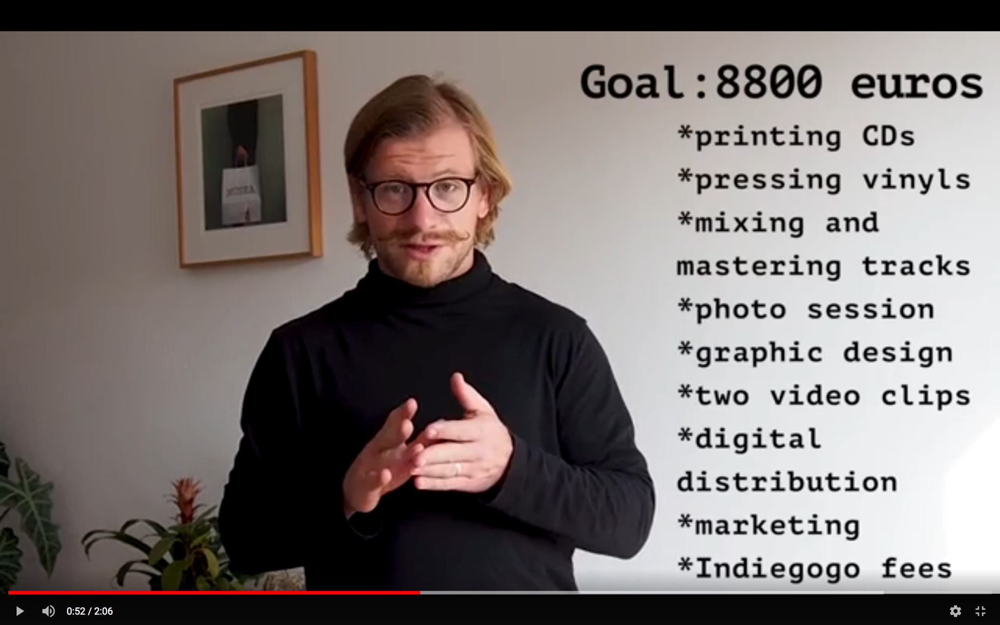 Goal:8800 euros
*printing CDs
*pressing vinyls
*mixing and
mastering tracks
*photo session
*graphic design
*two video clips
*digital
distribution
*marketing
*Indiegogo fees
0:52 / 2:06